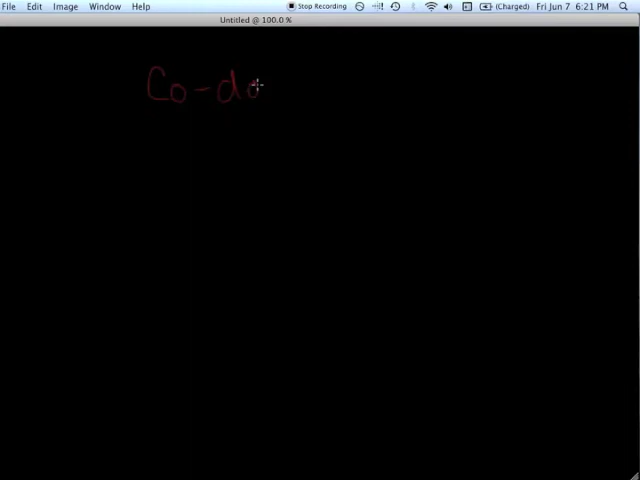 File Edit Image Window Help Stop Recording (Charged) Fri Jun 7 6:21 PM
Untitled @ 100.0 %
Co-do